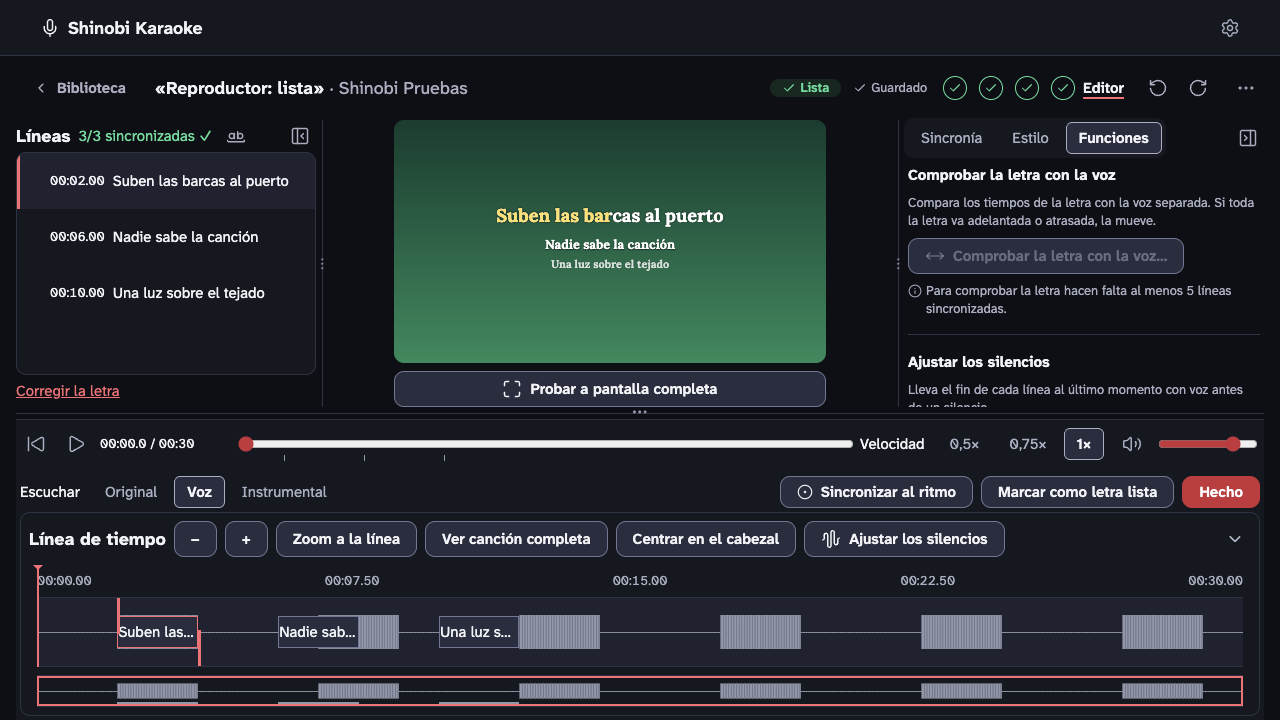 Shinobi Karaoke
Biblioteca
«Reproductor: lista» · Shinobi Pruebas
Lista
Guardado
Editor
Líneas 3/3 sincronizadas
ab
00:02.00 Suben las barcas al puerto
00:06.00 Nadie sabe la canción
00:10.00 Una luz sobre el tejado
Corregir la letra
Suben las barcas al puerto
Nadie sabe la canción
Una luz sobre el tejado
Probar a pantalla completa
Sincronía Estilo Funciones
Comprobar la letra con la voz
Compara los tiempos de la letra con la voz separada. Si toda
la letra va adelantada o atrasada, la mueve.
Comprobar la letra con la voz...
Para comprobar la letra hacen falta al menos 5 líneas
sincronizadas.
Ajustar los silencios
Lleva el fin de cada línea al último momento con voz antes
de un silencio
00:00.0 / 00:30
Velocidad 0,5× 0,75× 1×
Escuchar Original Voz Instrumental
Sincronizar al ritmo
Marcar como letra lista
Hecho
Línea de tiempo
−
+
Zoom a la línea
Ver canción completa
Centrar en el cabezal
Ajustar los silencios
00:00.00 00:07.50 00:15.00 00:22.50 00:30.00
Suben las... Nadie sab... Una luz s...